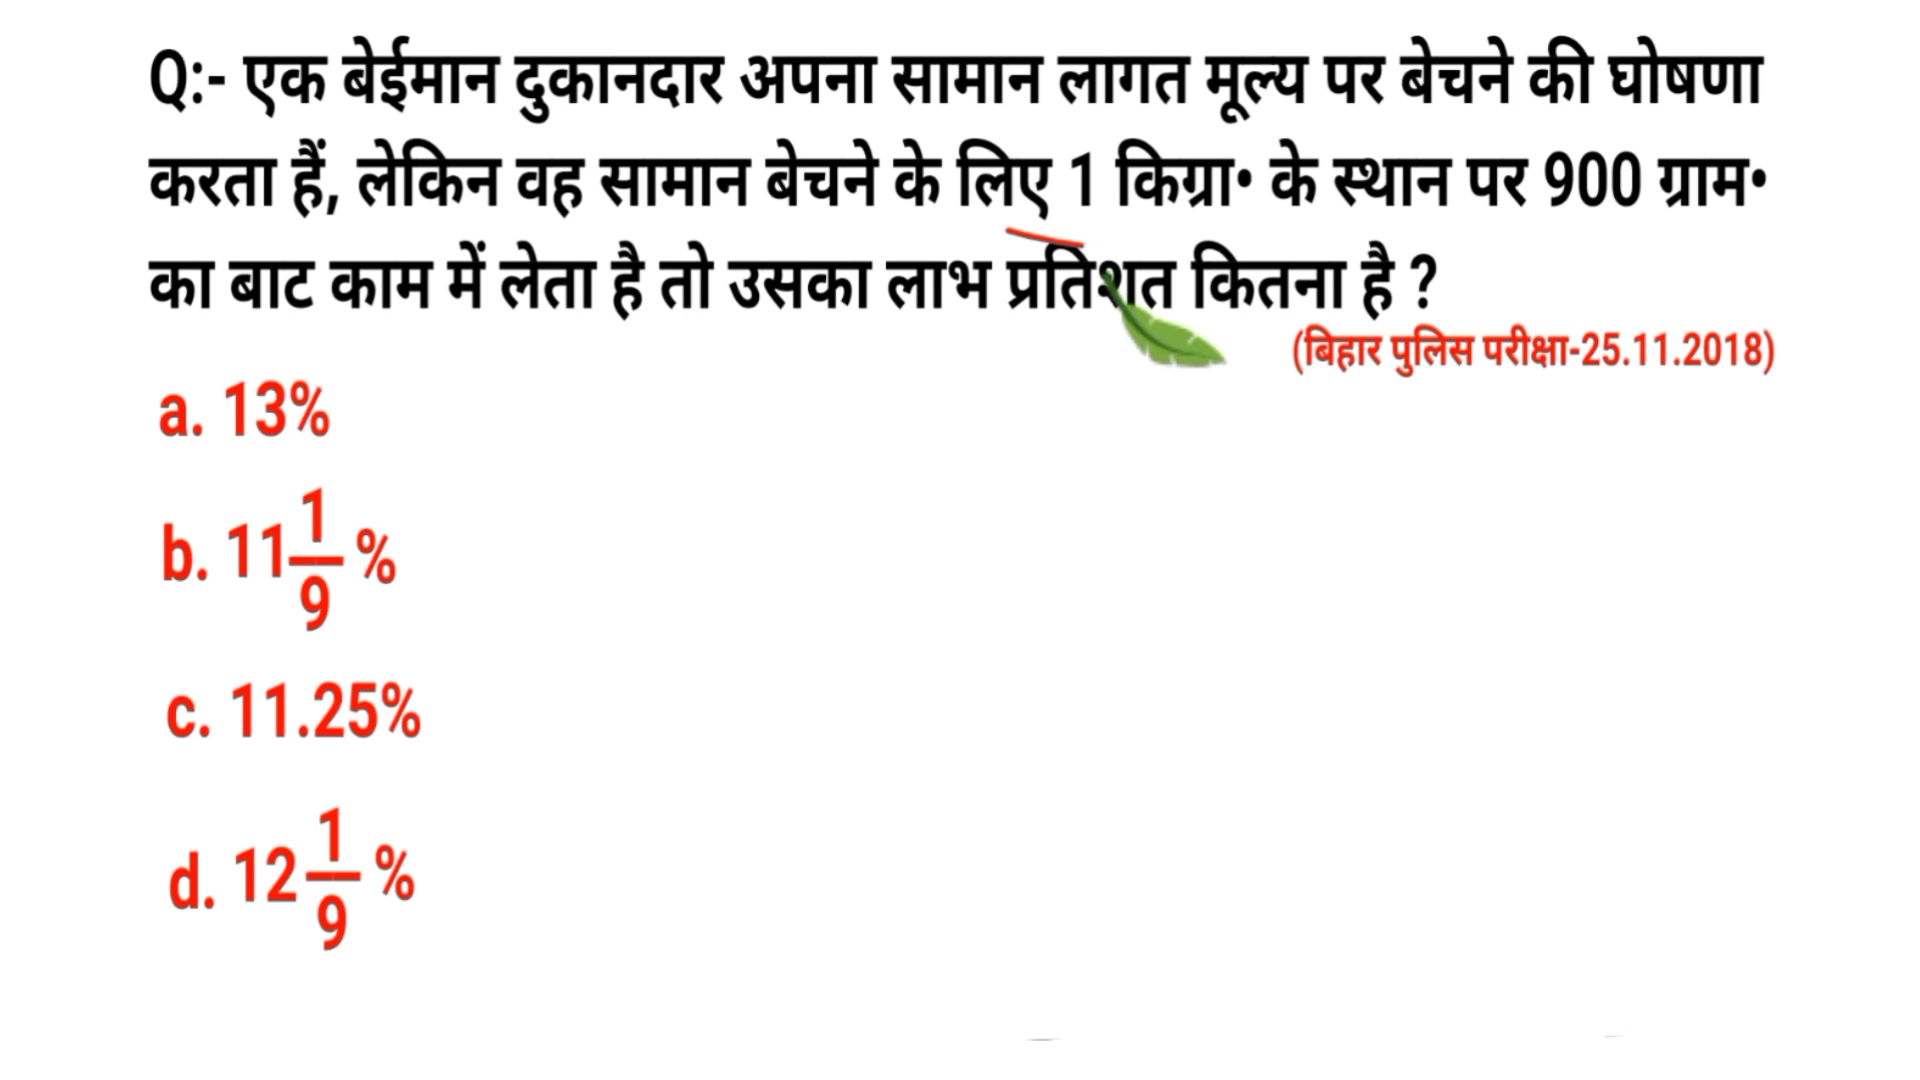 Q:- एक बेईमान दुकानदार अपना सामान लागत मूल्य पर बेचने की घोषणा
करता हैं, लेकिन वह सामान बेचने के लिए 1 किग्रा• के स्थान पर 900 ग्राम•
का बाट काम में लेता है तो उसका लाभ प्रतिशत कितना है ?
(बिहार पुलिस परीक्षा-25.11.2018)
a. 13%
b. 11 1/9 %
c. 11.25%
d. 12 1/9 %